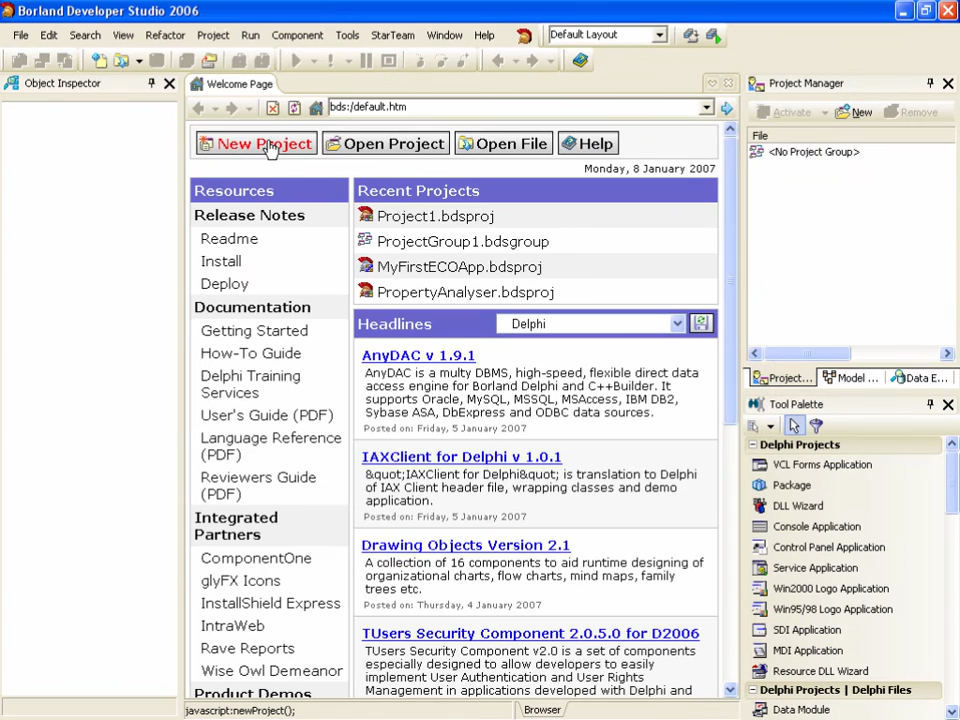 Borland Developer Studio 2006
File Edit Search View Refactor Project Run Component Tools StarTeam Window Help
Default Layout
Object Inspector
Welcome Page
bds:/default.htm
New Project Open Project Open File Help
Monday, 8 January 2007
Resources
Release Notes
Readme
Install
Deploy
Documentation
Getting Started
How-To Guide
Delphi Training
Services
User's Guide (PDF)
Language Reference
(PDF)
Reviewers Guide
(PDF)
Integrated
Partners
ComponentOne
glyFX Icons
InstallShield Express
IntraWeb
Rave Reports
Wise Owl Demeanor
Product Demos
Recent Projects
Project1.bdsproj
ProjectGroup1.bdsgroup
MyFirstECOApp.bdsproj
PropertyAnalyser.bdsproj
Headlines Delphi
AnyDAC v 1.9.1
AnyDAC is a multy DBMS, high-speed, flexible direct data
access engine for Borland Delphi and C++Builder. It
supports Oracle, MySQL, MSSQL, MSAccess, IBM DB2,
Sybase ASA, DbExpress and ODBC data sources.
Posted on: Friday, 5 January 2007
IAXClient for Delphi v 1.0.1
&quot;IAXClient for Delphi&quot; is translation to Delphi
of IAX Client header file, wrapping classes and demo
application.
Posted on: Friday, 5 January 2007
Drawing Objects Version 2.1
A collection of 16 components to aid runtime designing of
organizational charts, flow charts, mind maps, family
trees etc.
Posted on: Thursday, 4 January 2007
TUsers Security Component 2.0.5.0 for D2006
TUsers Security Component v2.0 is a set of components
especially designed to allow developers to easily
implement User Authentication and User Rights
Management in applications developed with Delphi and
javascript:newProject();
Browser
Project Manager
Activate New Remove
File
<No Project Group>
Project... Model ... Data E...
Tool Palette
Delphi Projects
VCL Forms Application
Package
DLL Wizard
Console Application
Control Panel Application
Service Application
Win2000 Logo Application
Win95/98 Logo Application
SDI Application
MDI Application
Resource DLL Wizard
Delphi Projects | Delphi Files
Data Module